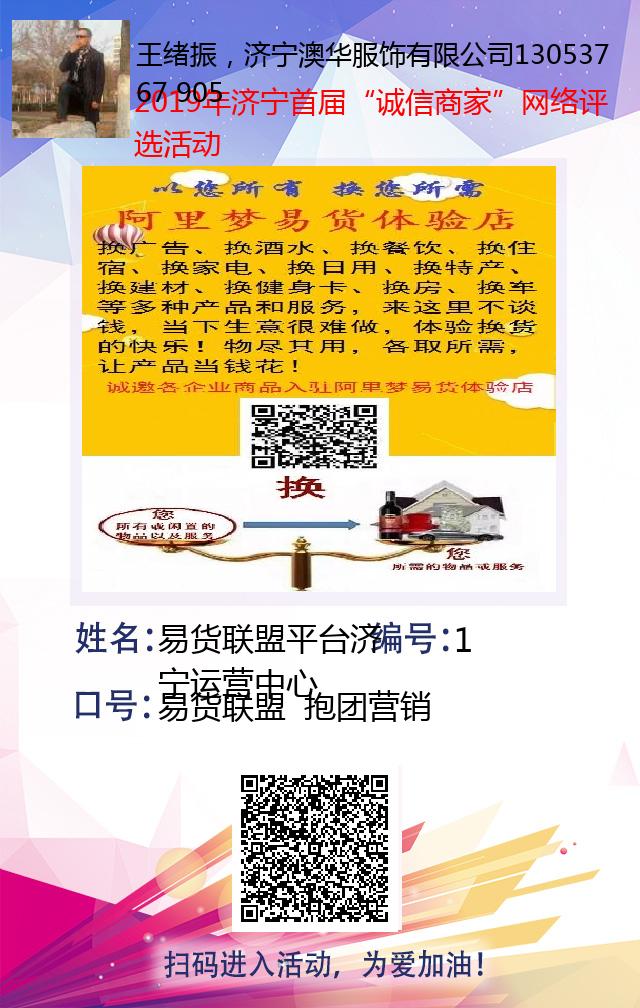 王绪振，济宁澳华服饰有限公司13053767 905
2019年济宁首届“诚信商家”网络评
选活动
以您所有 换您所需
阿里梦易货体验店
换广告、换酒水、换餐饮、换住
宿、换家电、换日用、换特产、
换建材、换健身卡、换房、换车
等多种产品和服务，来这里不谈
钱，当下生意很难做，体验换货
的快乐！物尽其用，各取所需，
让产品当钱花！
诚邀各企业商品入驻阿里梦易货体验店
换
您
所有或闲置的
物品以及服务
您
所需的物品或服务
姓名：易货联盟平台济
宁运营中心
编号：1
口号：易货联盟 抱团营销
扫码进入活动，为爱加油！